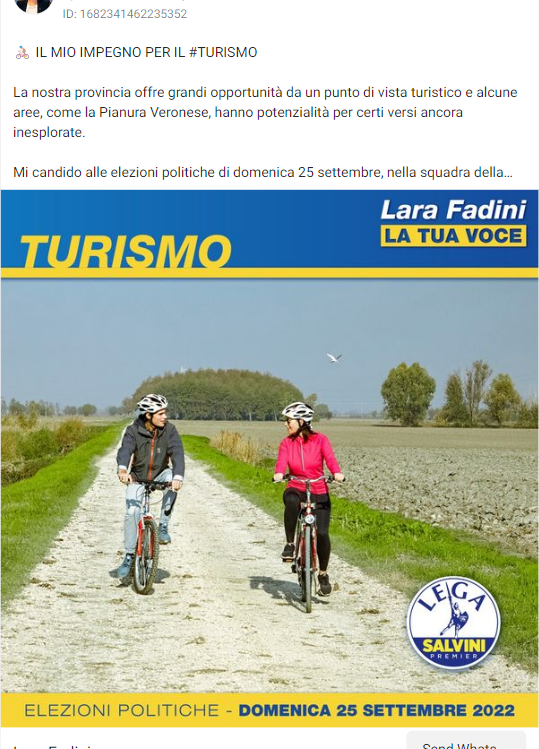 ID: 1682341462235352
🚴🏻 IL MIO IMPEGNO PER IL #TURISMO
La nostra provincia offre grandi opportunità da un punto di vista turistico e alcune
aree, come la Pianura Veronese, hanno potenzialità per certi versi ancora
inesplorate.
Mi candido alle elezioni politiche di domenica 25 settembre, nella squadra della...
Lara Fadini
LA TUA VOCE
TURISMO
LEGA
SALVINI
PREMIER
ELEZIONI POLITICHE - DOMENICA 25 SETTEMBRE 2022